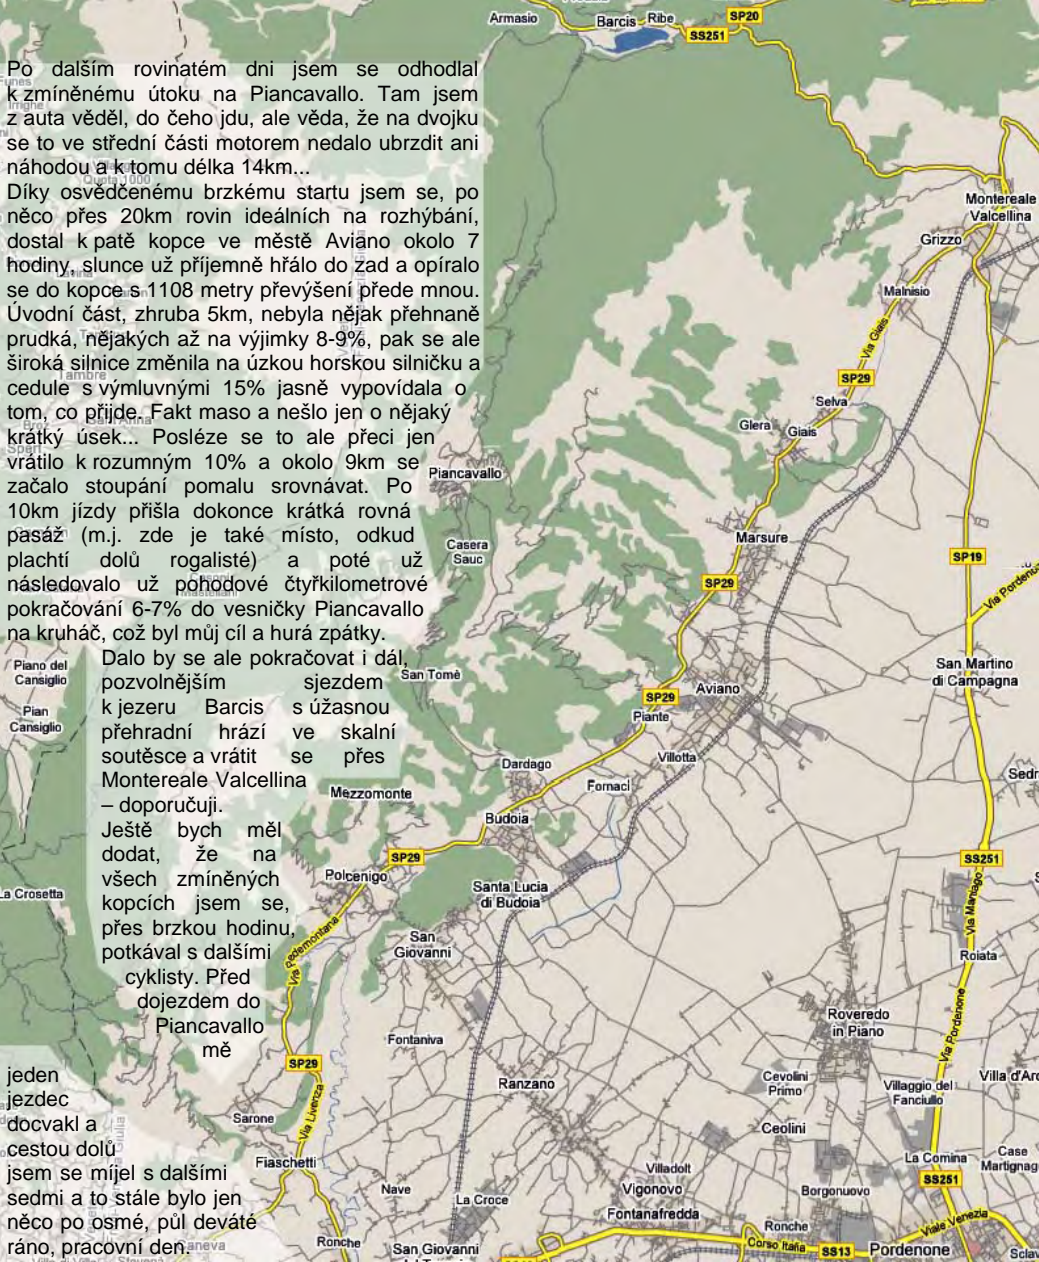 Po dalším rovinatém dni jsem se odhodlal
k zmíněnému útoku na Piancavallo. Tam jsem
z auta věděl, do čeho jdu, ale věda, že na dvojku
se to ve střední části motorem nedalo ubrzdit ani
náhodou a k tomu délka 14km...
Díky osvědčenému brzkému startu jsem se, po
něco přes 20km rovin ideálních na rozhýbání,
dostal k patě kopce ve městě Aviano okolo 7
hodiny, slunce už příjemně hřálo do zad a opíralo
se do kopce s 1108 metry převýšení přede mnou.
Úvodní část, zhruba 5km, nebyla nějak přehnaně
prudká, nějakých až na výjimky 8-9%, pak se ale
široká silnice změnila na úzkou horskou silničku a
cedule s výmluvnými 15% jasně vypovídala o
tom, co přijde. Fakt maso a nešlo jen o nějaký
krátký úsek... Posléze se to ale přeci jen
vrátilo k rozumným 10% a okolo 9km se
začalo stoupání pomalu srovnávat. Po
10km jízdy přišla dokonce krátká rovná
pasáž (m.j. zde je také místo, odkud
plachtí dolů rogalisté) a poté už
následovalo už pohodové čtyřkilometrové
pokračování 6-7% do vesničky Piancavallo
na kruháč, což byl můj cíl a hurá zpátky.
Dalo by se ale pokračovat i dál,
pozvolnějším sjezdem
k jezeru Barcis s úžasnou
přehradní hrází ve skalní
soutěsce a vrátit se přes
Montereale Valcellina
– doporučuji.
Ještě bych měl
dodat, že na
všech zmíněných
kopcích jsem se,
přes brzkou hodinu,
potkával s dalšími
cyklisty. Před
dojezdem do
Piancavallo
mě
jeden
jezdec
docvakl a
cestou dolů
jsem se míjel s dalšími
sedmi a to stále bylo jen
něco po osmé, půl deváté
ráno, pracovní den.
Armasio
Barcis
Ribe
SP20
SS251
Montereale
Valcellina
Grizzo
Malnisio
Via Giais
SP29
Selva
Glera
Giais
Piancavallo
Marsure
Casera
Sauc
SP19
SP29
Via Pordenone
Piano del
Cansiglio
San Tomè
San Martino
di Campagna
SP29
Aviano
Pian
Cansiglio
Piante
Villotta
Dardago
Fornaci
Mezzomonte
Budoia
SP29
SS251
Polcenigo
La Crosetta
Santa Lucia
di Budoia
Via Maniago
San
Giovanni
Via Pedemontana
Roiata
Roveredo
in Piano
Fontaniva
Via Pordenone
SP29
Ranzano
Cevolini
Primo
Villaggio del
Fanciullo
Via Livenza
Sarone
Ceolini
Fiaschetti
La Comina
Case
Villadolt
SS251
Nave
Vigonovo
Borgonuovo
La Croce
Fontanafredda
Viale Venezia
Ronche
Ronche
Corso Italia
SS13
Pordenone
San Giovanni
Caneva